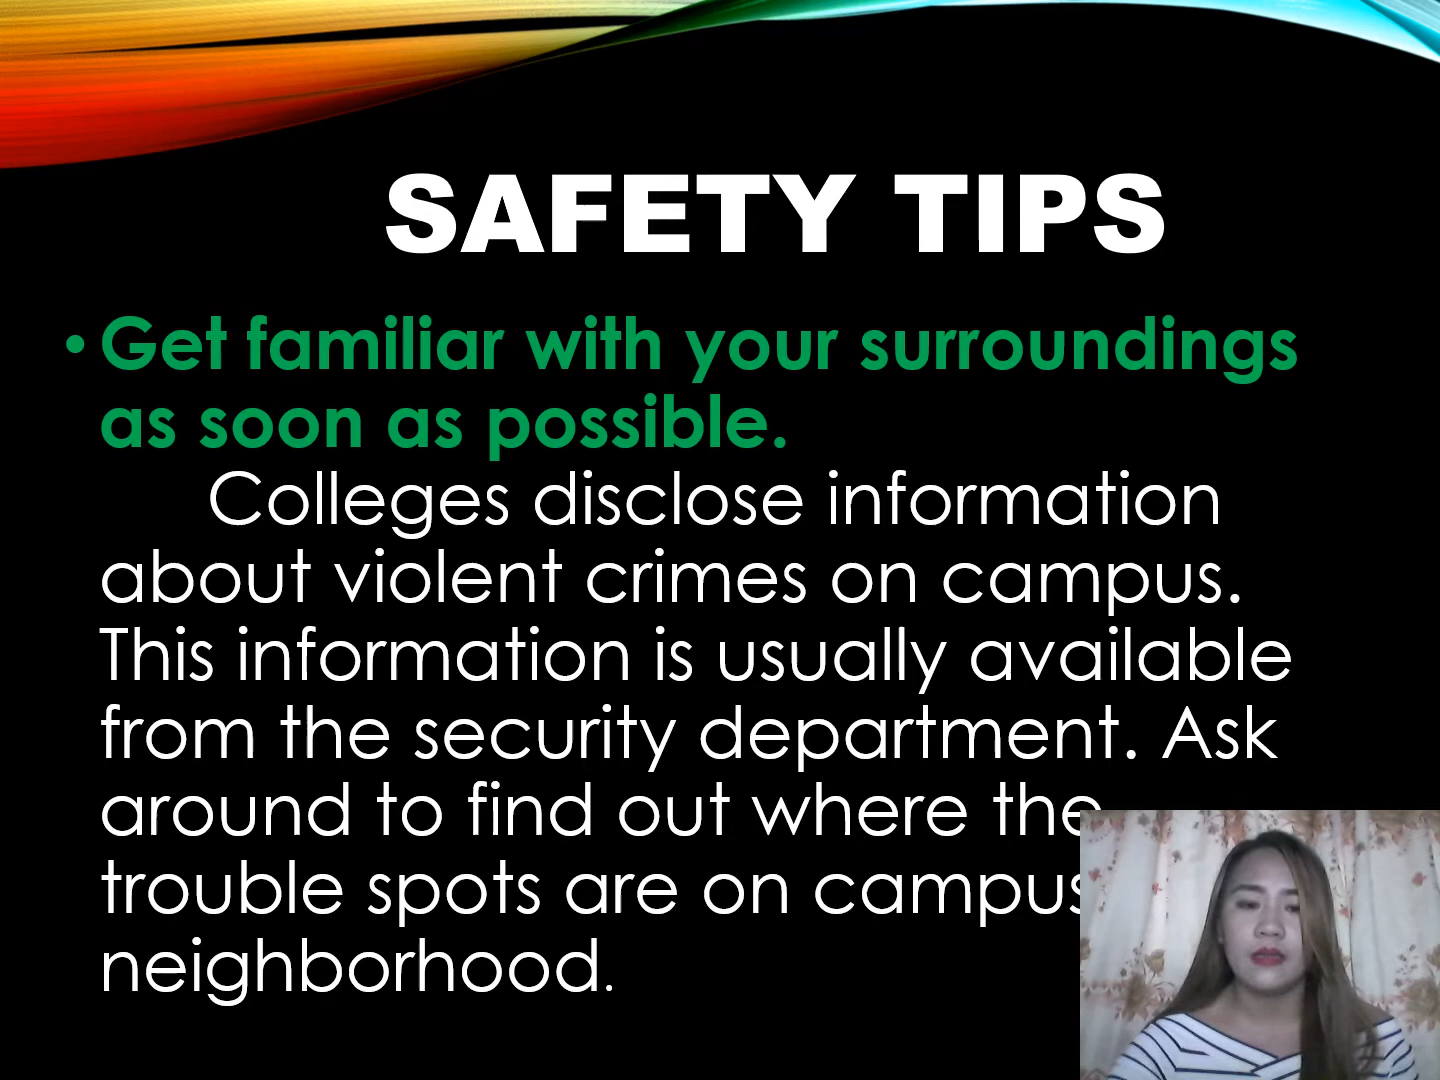 SAFETY TIPS
• Get familiar with your surroundings
as soon as possible.
Colleges disclose information
about violent crimes on campus.
This information is usually available
from the security department. Ask
around to find out where the
trouble spots are on campus
neighborhood.